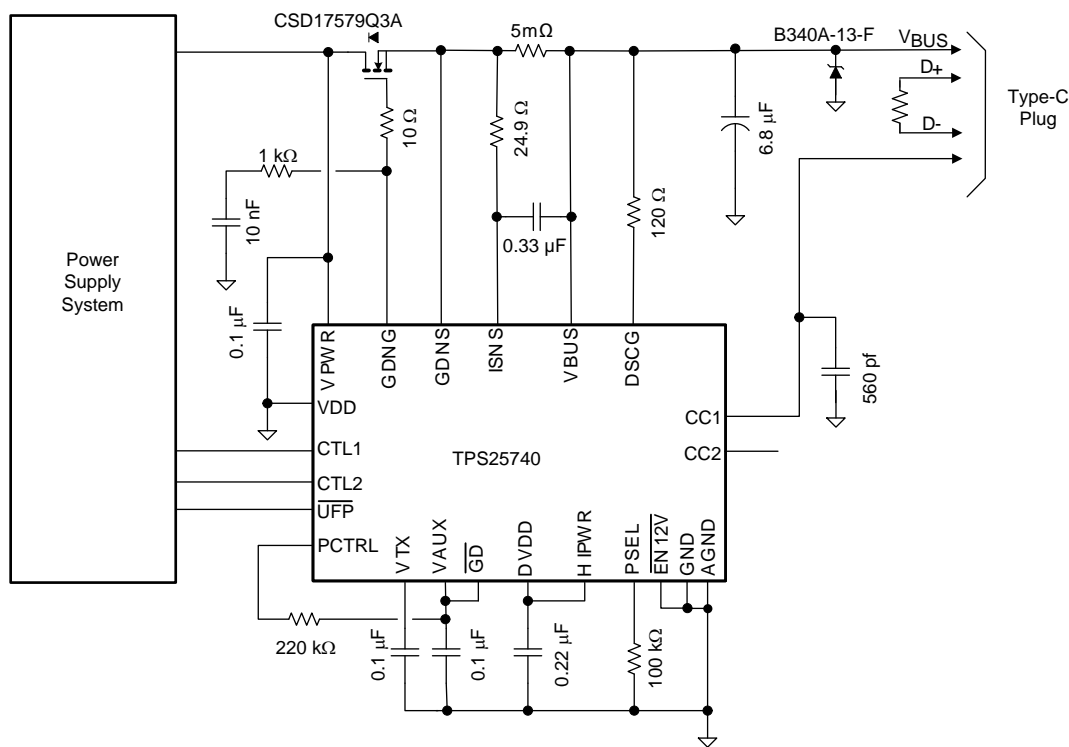 CSD17579Q3A
5mΩ
B340A-13-F
VBUS
D+
D-
Type-C
Plug
10 Ω
24.9 Ω
6.8 µF
1 kΩ
10 nF
0.33 µF
120 Ω
Power
Supply
System
0.1 µF
VPWR
GDNG
GDNS
ISNS
VBUS
DSCG
560 pf
VDD
CC1
CTL1
TPS25740
CC2
CTL2
UFP
PCTRL
VTX
VAUX
GD
DVDD
HIPWR
PSEL
EN12V
GND
AGND
220 kΩ
0.1 µF
0.1 µF
0.22 µF
100 kΩ